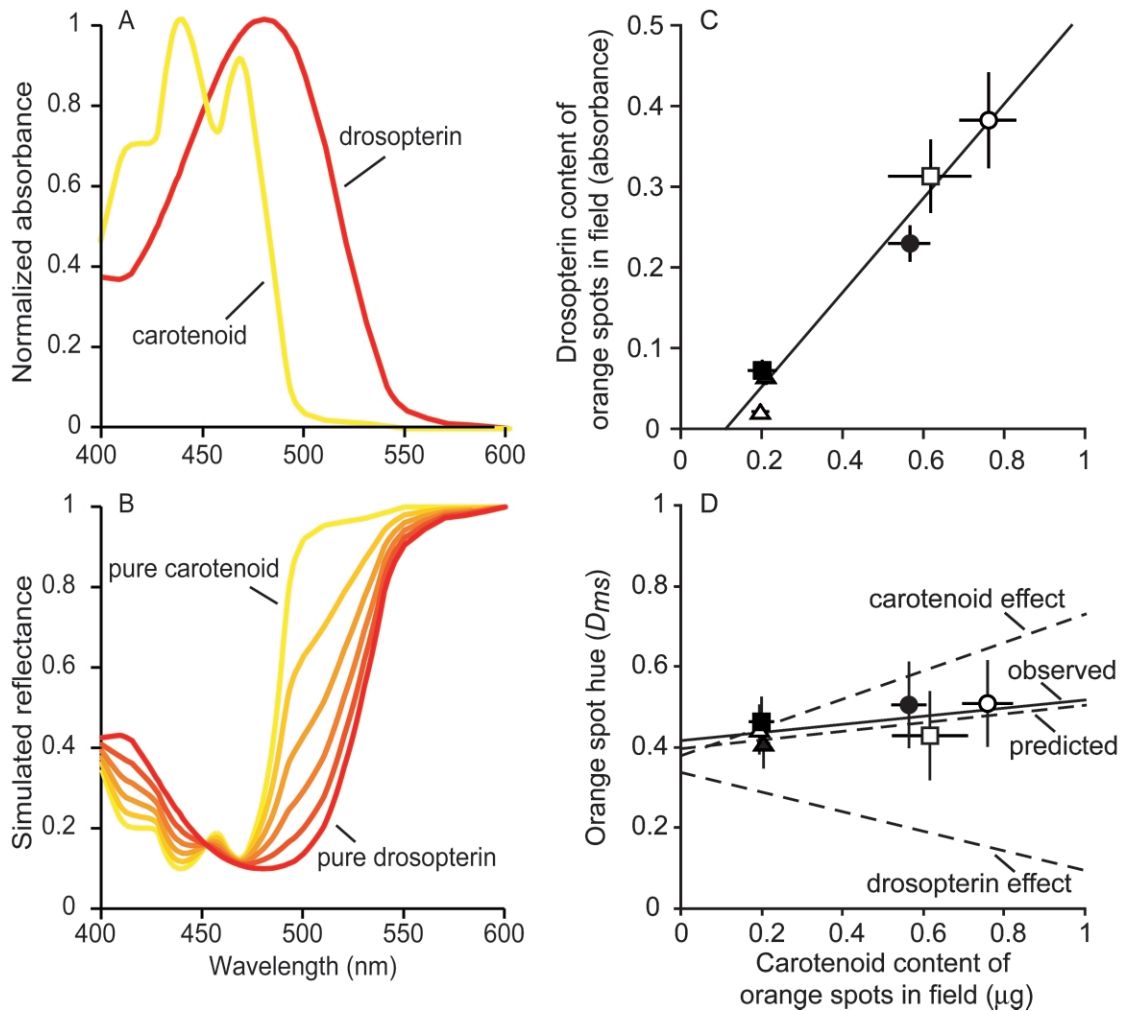 A
1
0.8
0.6
0.4
0.2
0
Normalized absorbance
drosopterin
carotenoid
400
450
500
550
600
B
1
0.8
0.6
0.4
0.2
0
Simulated reflectance
pure carotenoid
pure drosopterin
400
450
500
550
600
Wavelength (nm)
C
0.5
0.4
0.3
0.2
0.1
0
Drosopterin content of
orange spots in field (absorbance)
0
0.2
0.4
0.6
0.8
1
D
1
0.8
0.6
0.4
0.2
0
Orange spot hue (Dms)
carotenoid effect
observed
predicted
drosopterin effect
0
0.2
0.4
0.6
0.8
1
Carotenoid content of
orange spots in field (μg)